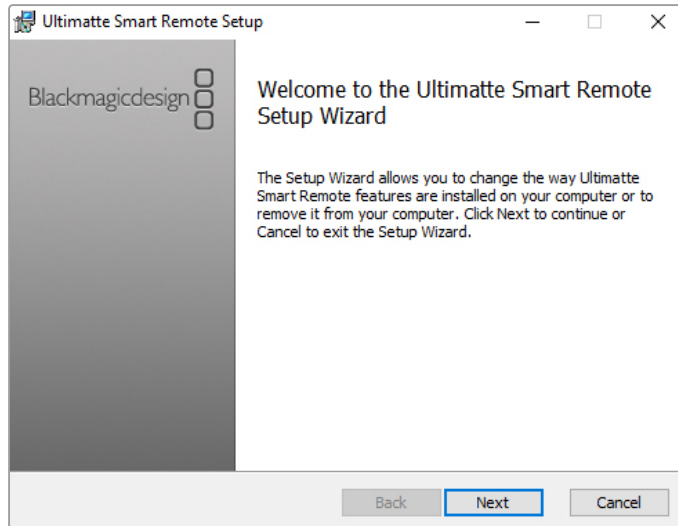 Ultimatte Smart Remote Setup
Blackmagicdesign
Welcome to the Ultimatte Smart Remote
Setup Wizard
The Setup Wizard allows you to change the way Ultimatte
Smart Remote features are installed on your computer or to
remove it from your computer. Click Next to continue or
Cancel to exit the Setup Wizard.
Back
Next
Cancel